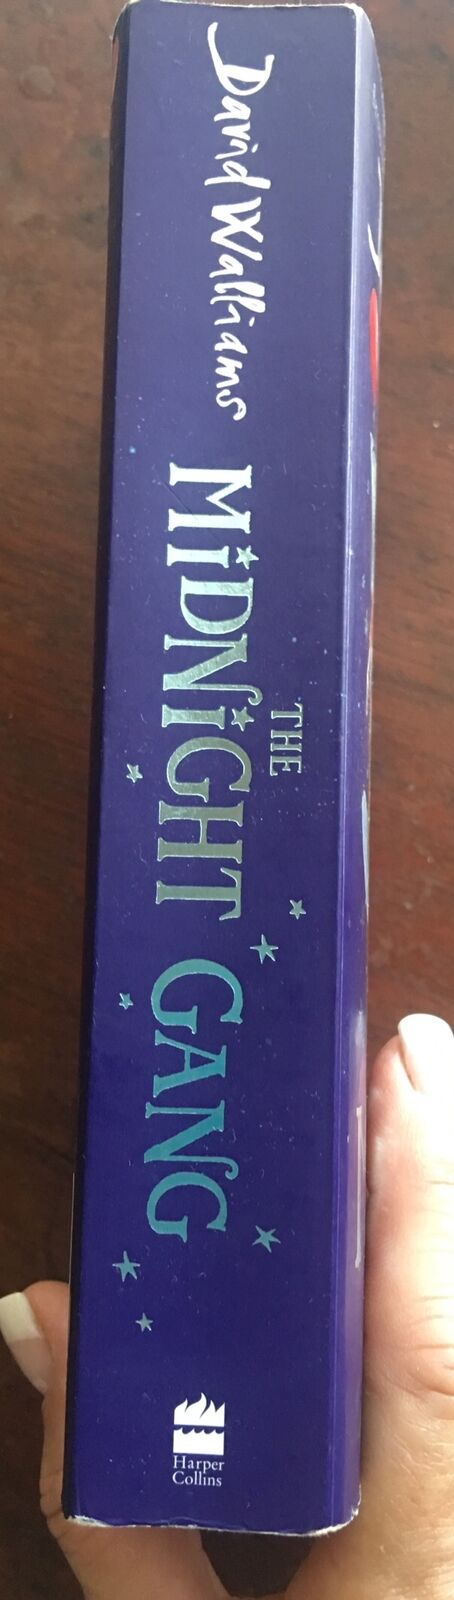 David Walliams
THE
MiDNiGHT GANG
Harper
Collins